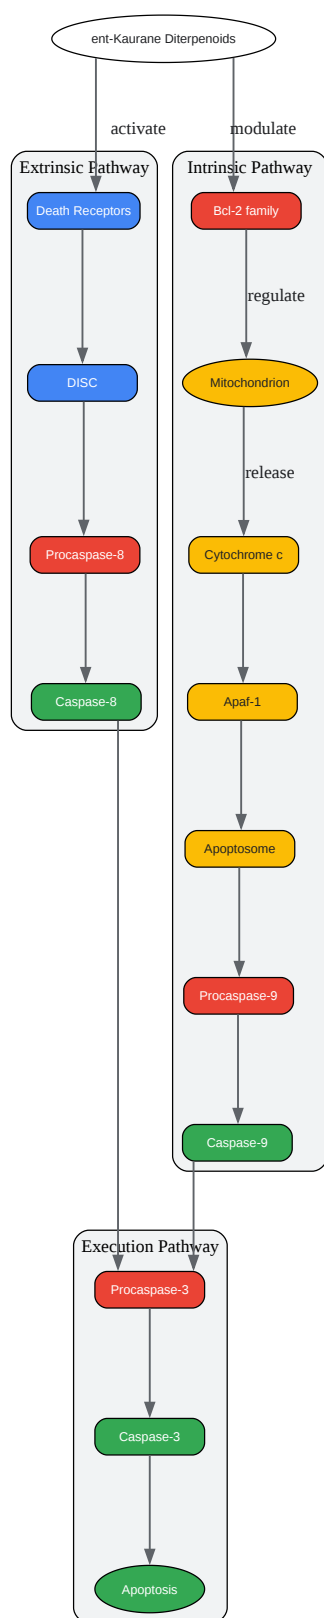 ent-Kaurane Diterpenoids
activate
modulate
Extrinsic Pathway
Intrinsic Pathway
Death Receptors
Bcl-2 family
regulate
DISC
Mitochondrion
release
Procaspase-8
Cytochrome c
Caspase-8
Apaf-1
Apoptosome
Procaspase-9
Caspase-9
Execution Pathway
Procaspase-3
Caspase-3
Apoptosis